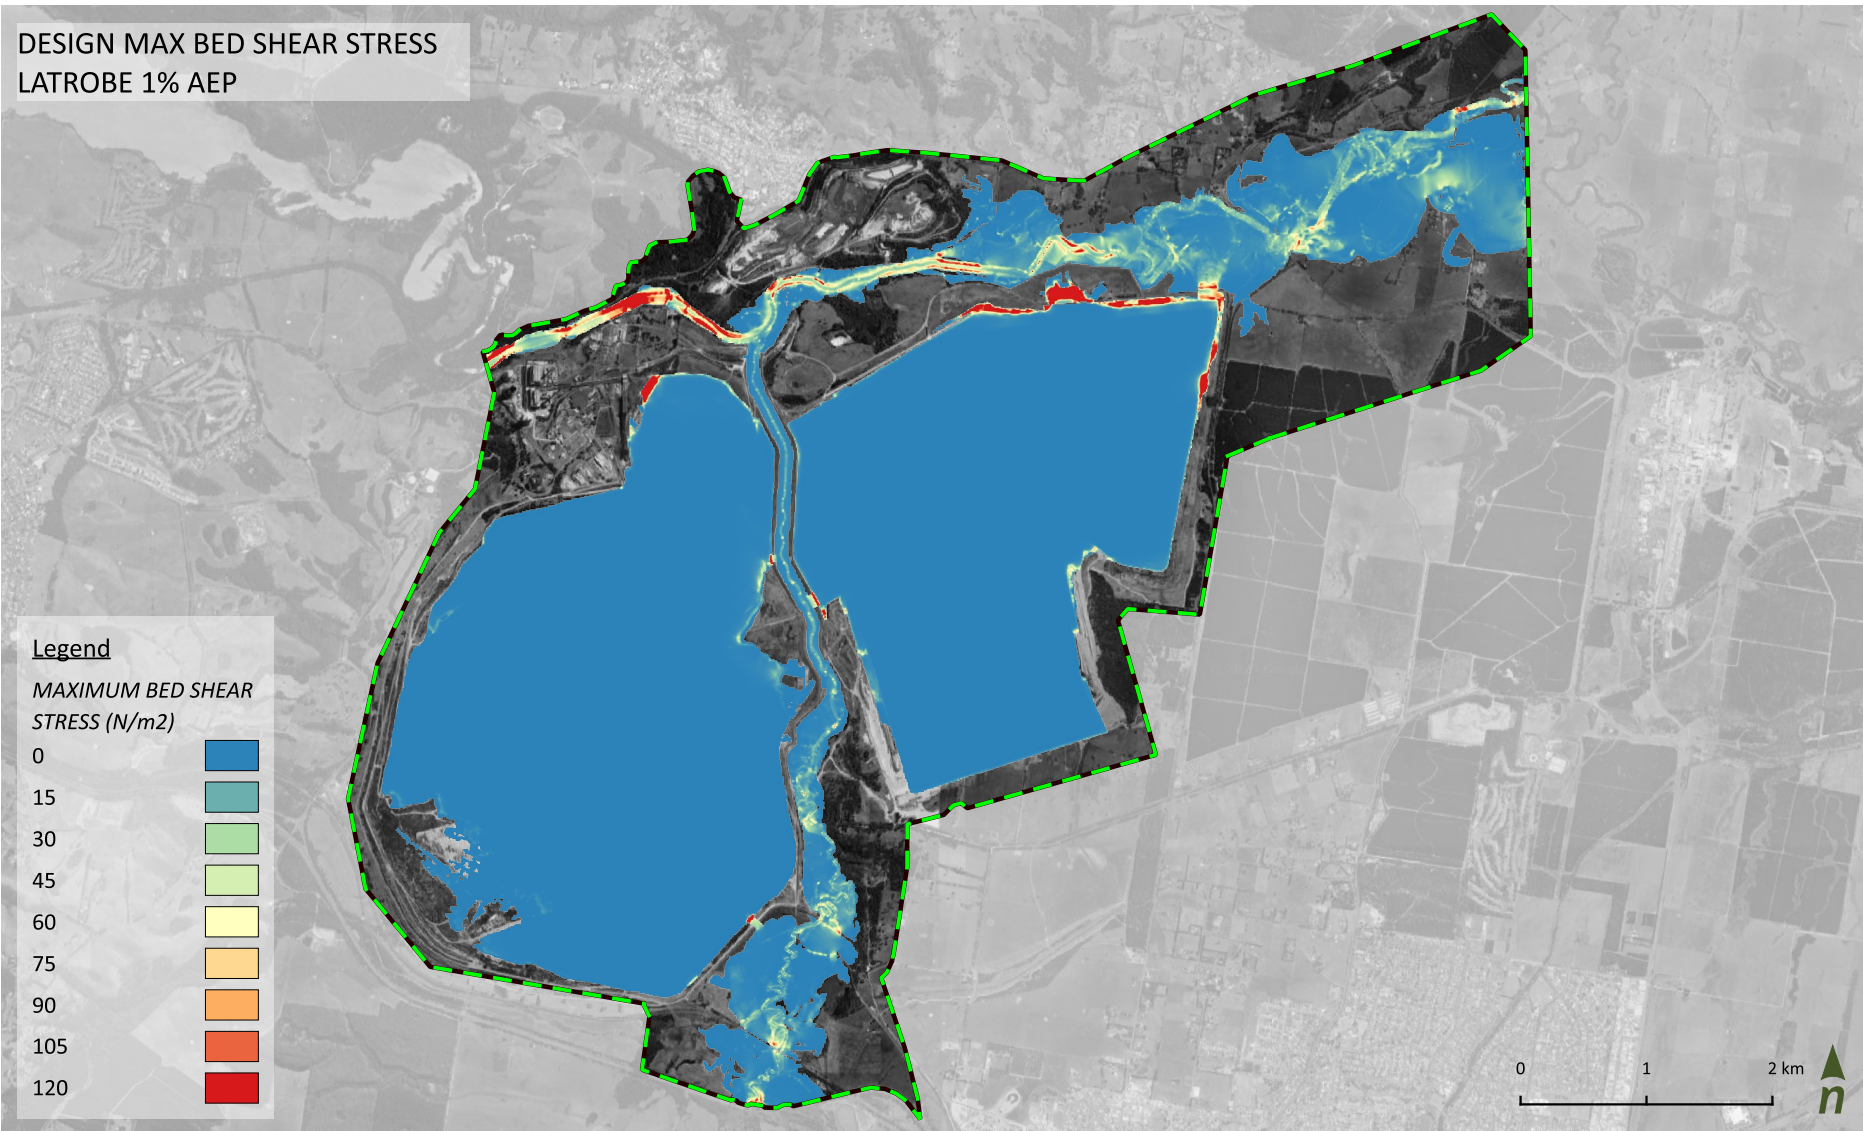 DESIGN MAX BED SHEAR STRESS
LATROBE 1% AEP
Legend
MAXIMUM BED SHEAR
STRESS (N/m2)
0
15
30
45
60
75
90
105
120
0 1 2 km
n